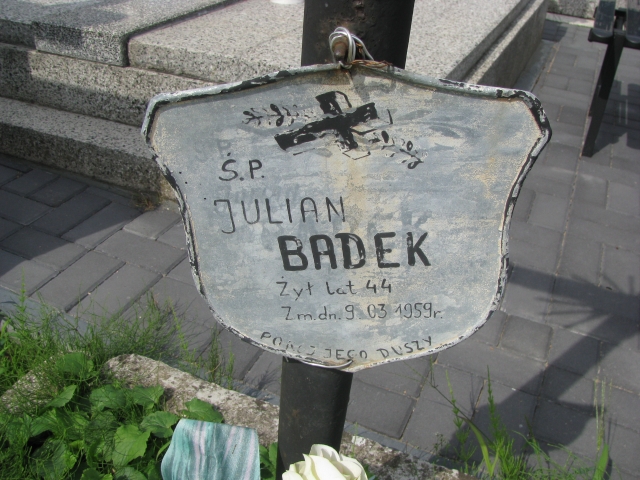 Ś.P.
JULIAN
BADEK
Żył lat 44
Zm.dn.9 03 1959r.
POKÓJ JEGO DUSZY